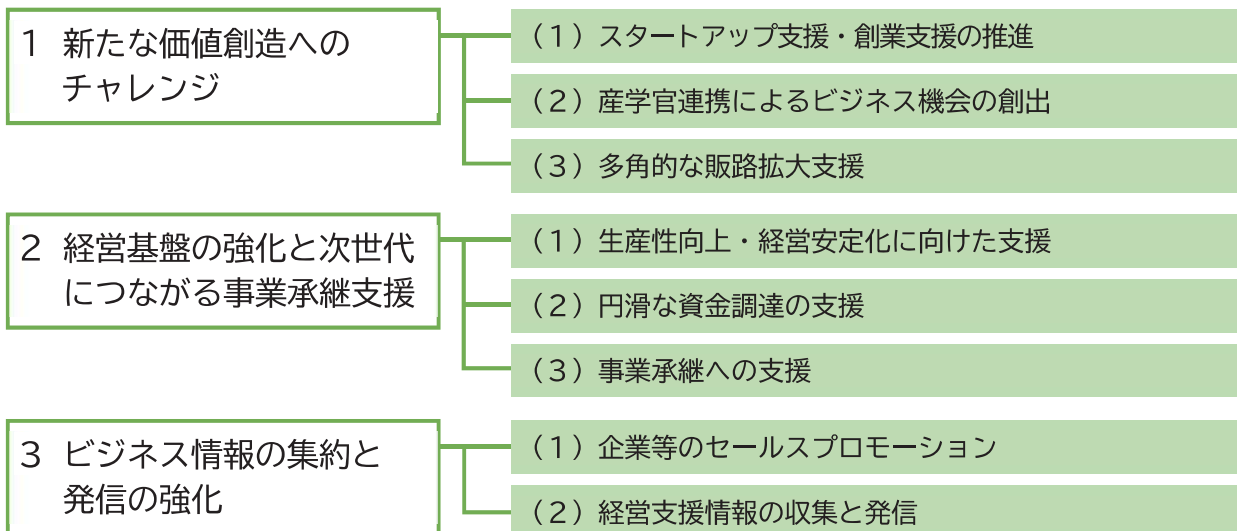 1 新たな価値創造への
チャレンジ
（1）スタートアップ支援・創業支援の推進
（2）産学官連携によるビジネス機会の創出
（3）多角的な販路拡大支援
2 経営基盤の強化と次世代
につながる事業承継支援
（1）生産性向上・経営安定化に向けた支援
（2）円滑な資金調達の支援
（3）事業承継への支援
3 ビジネス情報の集約と
発信の強化
（1）企業等のセールスプロモーション
（2）経営支援情報の収集と発信